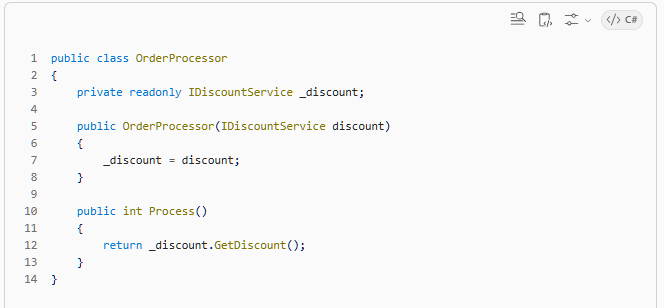 </> C#
1 public class OrderProcessor
2 {
3     private readonly IDiscountService _discount;
4
5     public OrderProcessor(IDiscountService discount)
6     {
7         _discount = discount;
8     }
9
10     public int Process()
11     {
12         return _discount.GetDiscount();
13     }
14 }